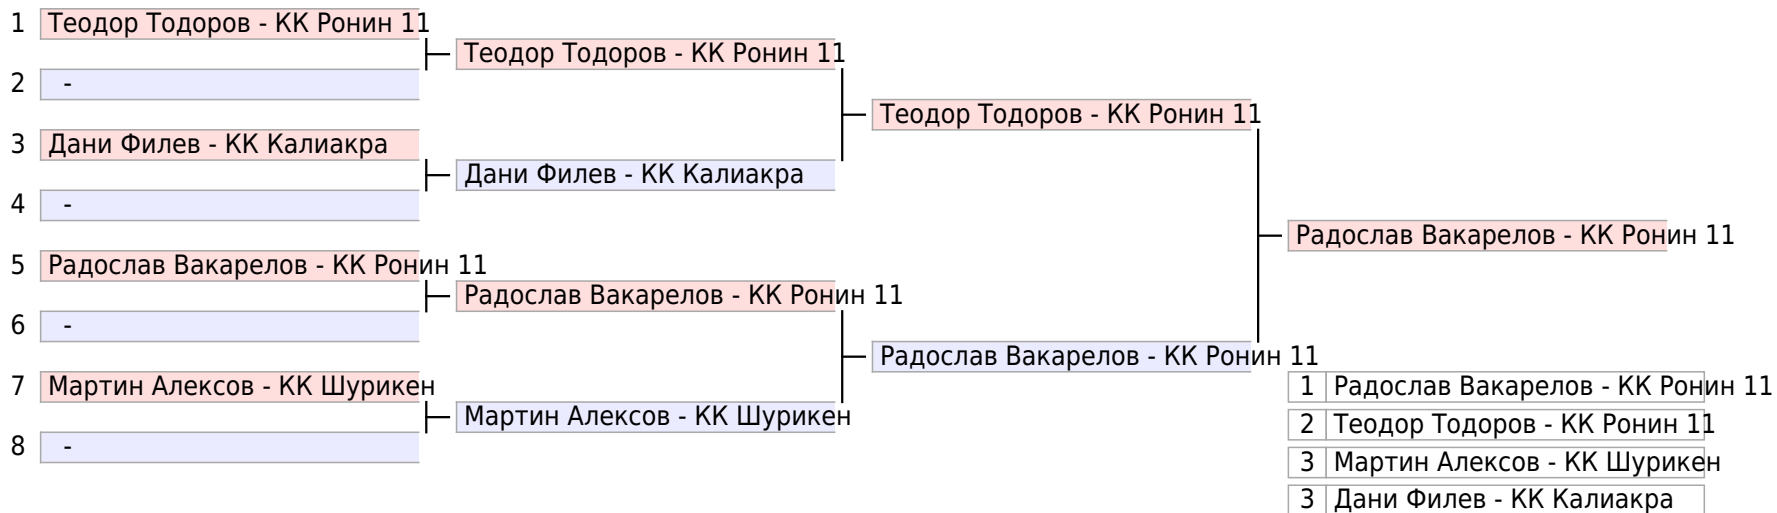 1 Теодор Тодоров - КК Ронин 11
2 -
3 Дани Филев - КК Калиакра
4 -
5 Радослав Вакарелов - КК Ронин 11
6 -
7 Мартин Алексов - КК Шурикен
8 -
Теодор Тодоров - КК Ронин 11
Дани Филев - КК Калиакра
Радослав Вакарелов - КК Ронин 11
Мартин Алексов - КК Шурикен
Теодор Тодоров - КК Ронин 11
Радослав Вакарелов - КК Ронин 11
Радослав Вакарелов - КК Ронин 11
1 Радослав Вакарелов - КК Ронин 11
2 Теодор Тодоров - КК Ронин 11
3 Мартин Алексов - КК Шурикен
3 Дани Филев - КК Калиакра